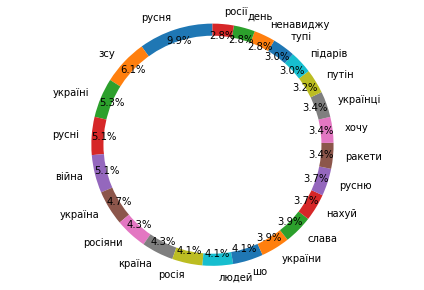 русня
9.9%
зсу
6.1%
україні
5.3%
русні
5.1%
війна
5.1%
україна
4.7%
росіяни
4.3%
країна
4.3%
росія
4.1%
людей
4.1%
шо
4.1%
україни
3.9%
слава
3.9%
нахуй
3.7%
русню
3.7%
ракети
3.4%
хочу
3.4%
українці
3.4%
путін
3.2%
підарів
3.0%
тупі
3.0%
ненавиджу
2.8%
день
2.8%
росії
2.8%